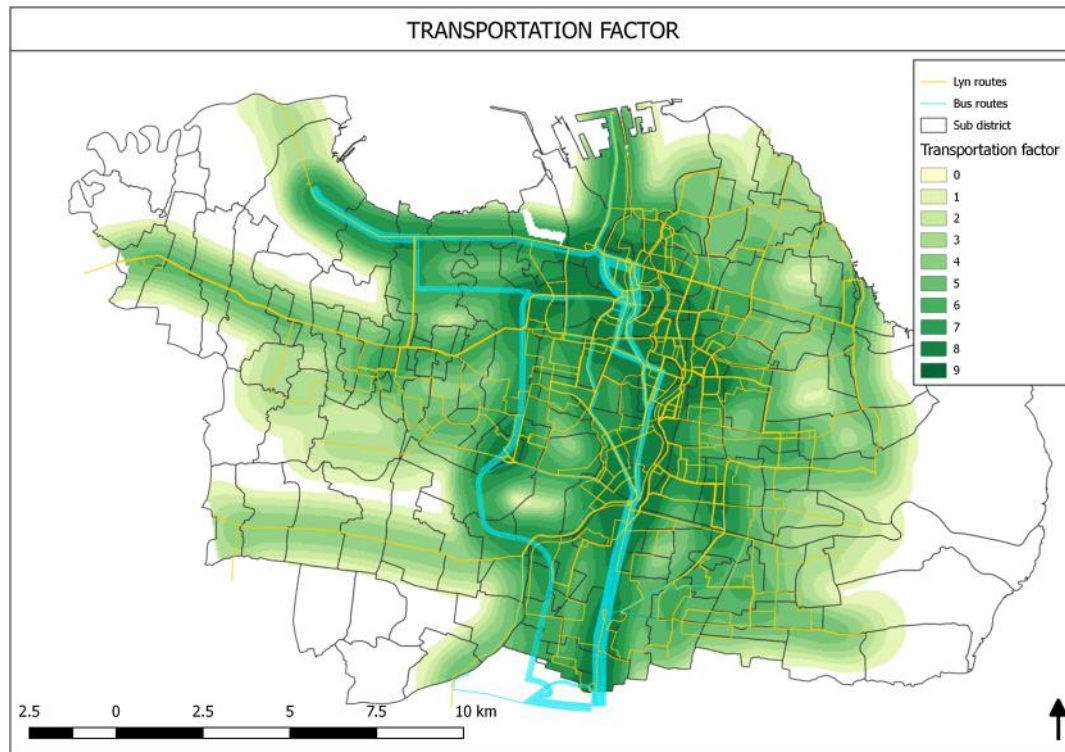 TRANSPORTATION FACTOR
Lyn routes
Bus routes
Sub district
Transportation factor
0
1
2
3
4
5
6
7
8
9
2.5 0 2.5 5 7.5 10 km